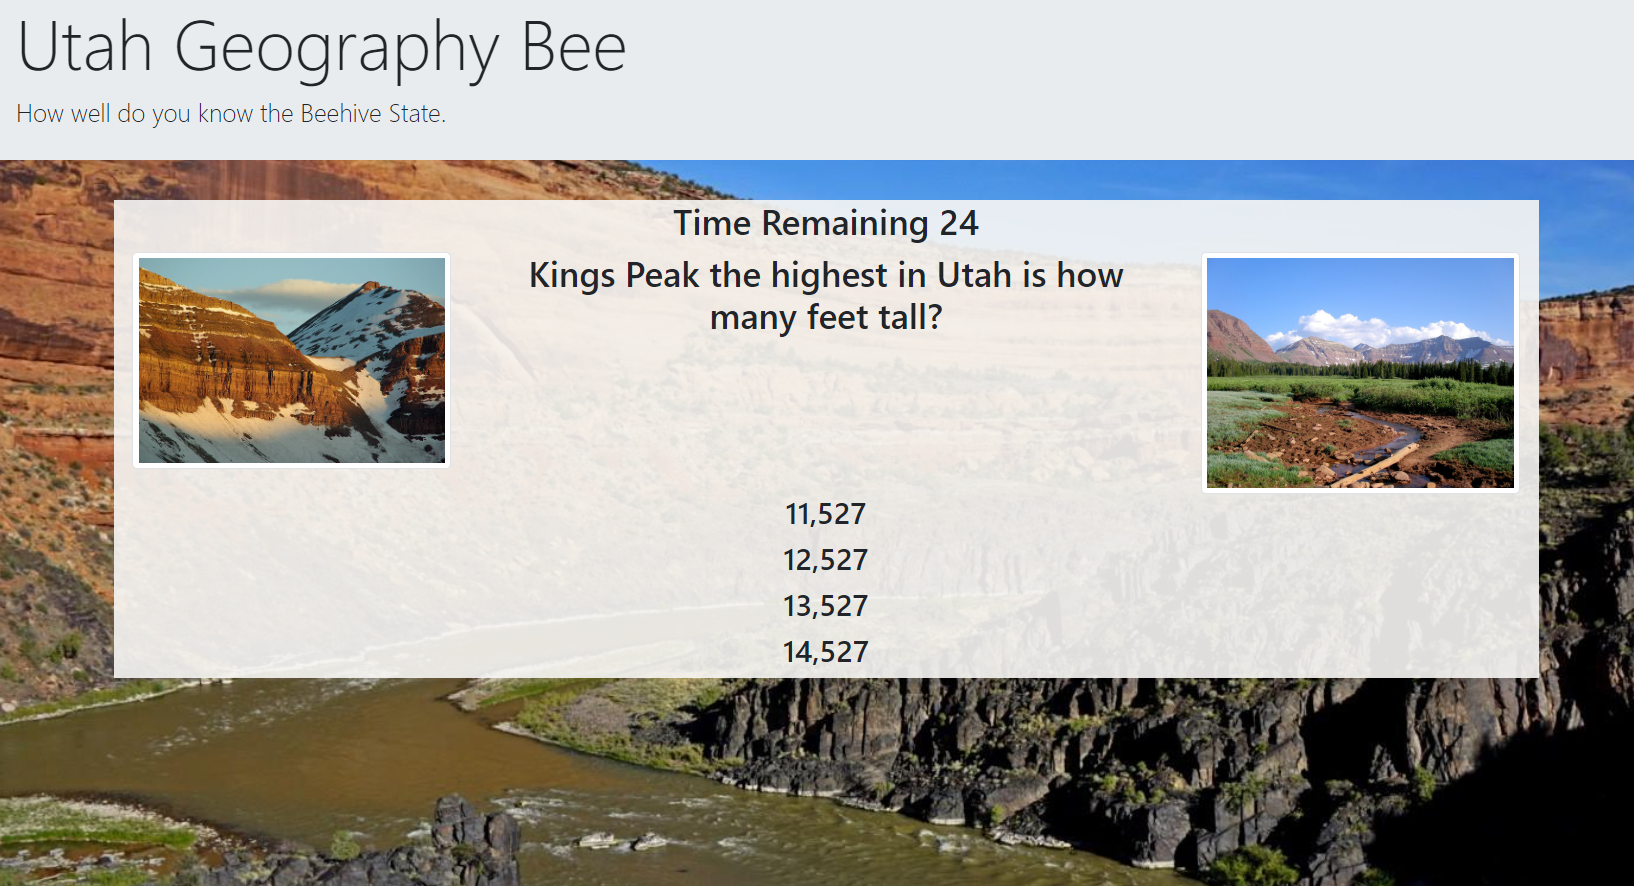 Utah Geography Bee
How well do you know the Beehive State.
Time Remaining 24
Kings Peak the highest in Utah is how
many feet tall?
11,527
12,527
13,527
14,527